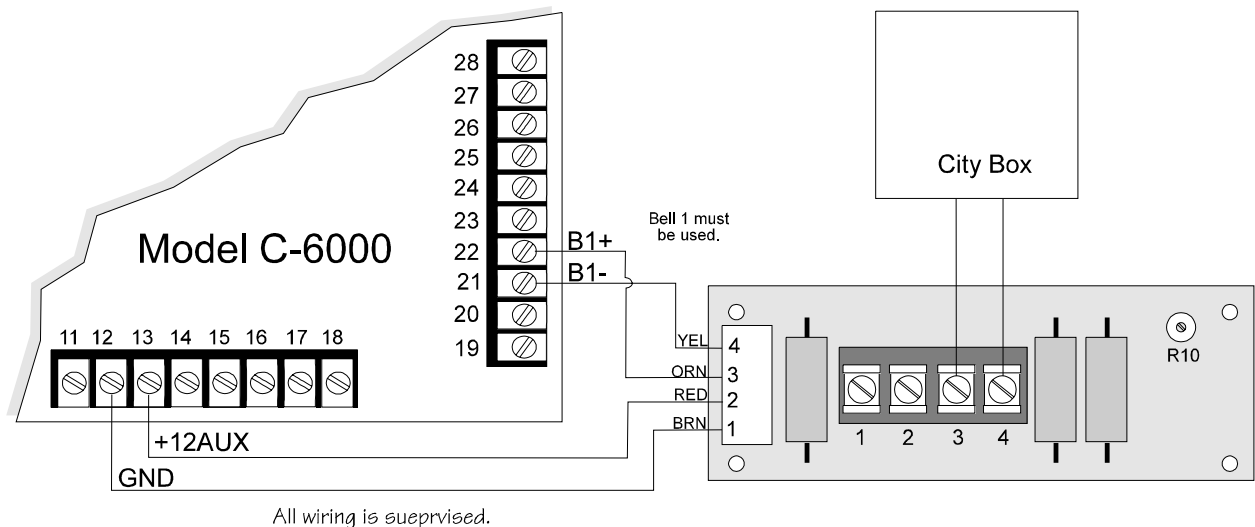 28
27
26
25
24
23
22
21
20
19
Model C-6000
11 12 13 14 15 16 17 18
B1+
B1-
Bell 1 must
be used.
City Box
YEL 4
ORN 3
RED 2
BRN 1
1 2 3 4
R10
+12AUX
GND
All wiring is sueprvised.